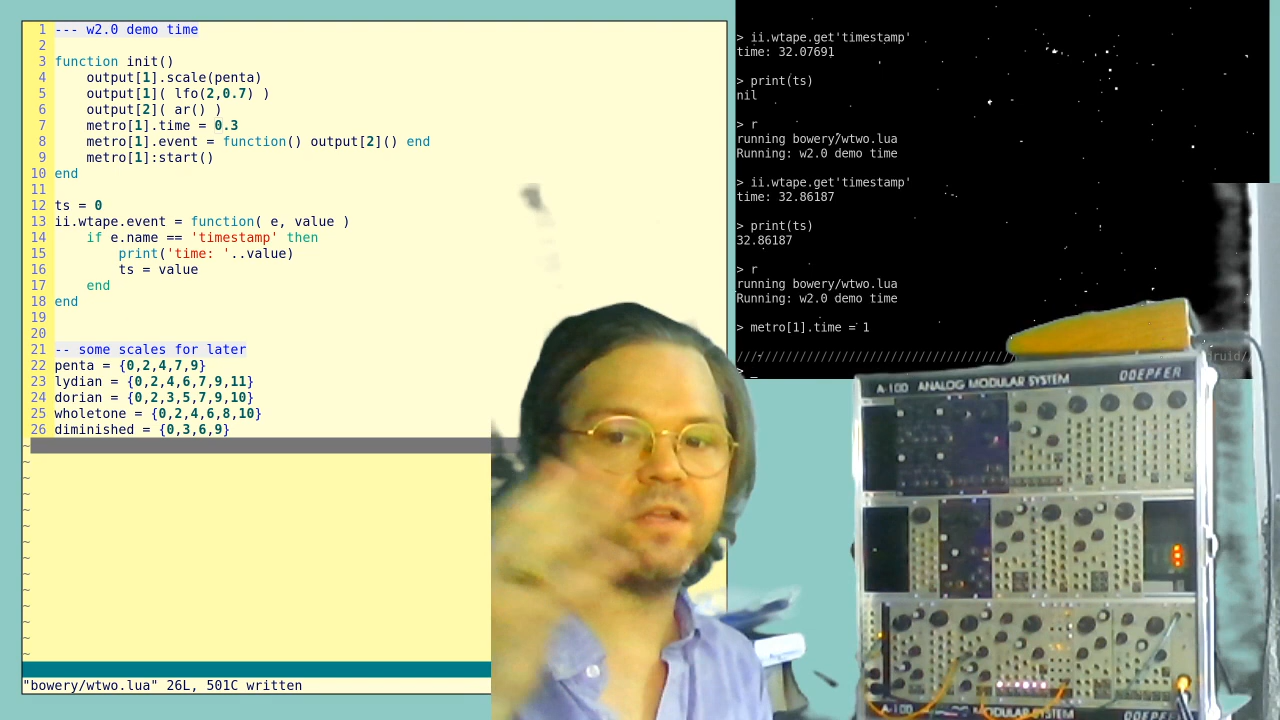 1 --- w2.0 demo time
2
3 function init()
4     output[1].scale(penta)
5     output[1]( lfo(2,0.7) )
6     output[2]( ar() )
7     metro[1].time = 0.3
8     metro[1].event = function() output[2]() end
9     metro[1]:start()
10 end
11
12 ts = 0
13 ii.wtape.event = function( e, value )
14     if e.name == 'timestamp' then
15         print('time: '..value)
16         ts = value
17     end
18 end
19
20
21 -- some scales for later
22 penta = {0,2,4,7,9}
23 lydian = {0,2,4,6,7,9,11}
24 dorian = {0,2,3,5,7,9,10}
25 wholetone = {0,2,4,6,8,10}
26 diminished = {0,3,6,9}
~
~
~
~
~
~
~
~
~
~
~
~
~
~
"bowery/wtwo.lua" 26L, 501C written
> ii.wtape.get'timestamp'
time: 32.07691
> print(ts)
nil
> r
running bowery/wtwo.lua
Running: w2.0 demo time
> ii.wtape.get'timestamp'
time: 32.86187
> print(ts)
32.86187
> r
running bowery/wtwo.lua
Running: w2.0 demo time
> metro[1].time = 1
//////////////////////////////////////// druid//
> _
A-100 ANALOG MODULAR SYSTEM DOEPFER
A-100 ANALOG MODULAR SYSTEM DOEPFER